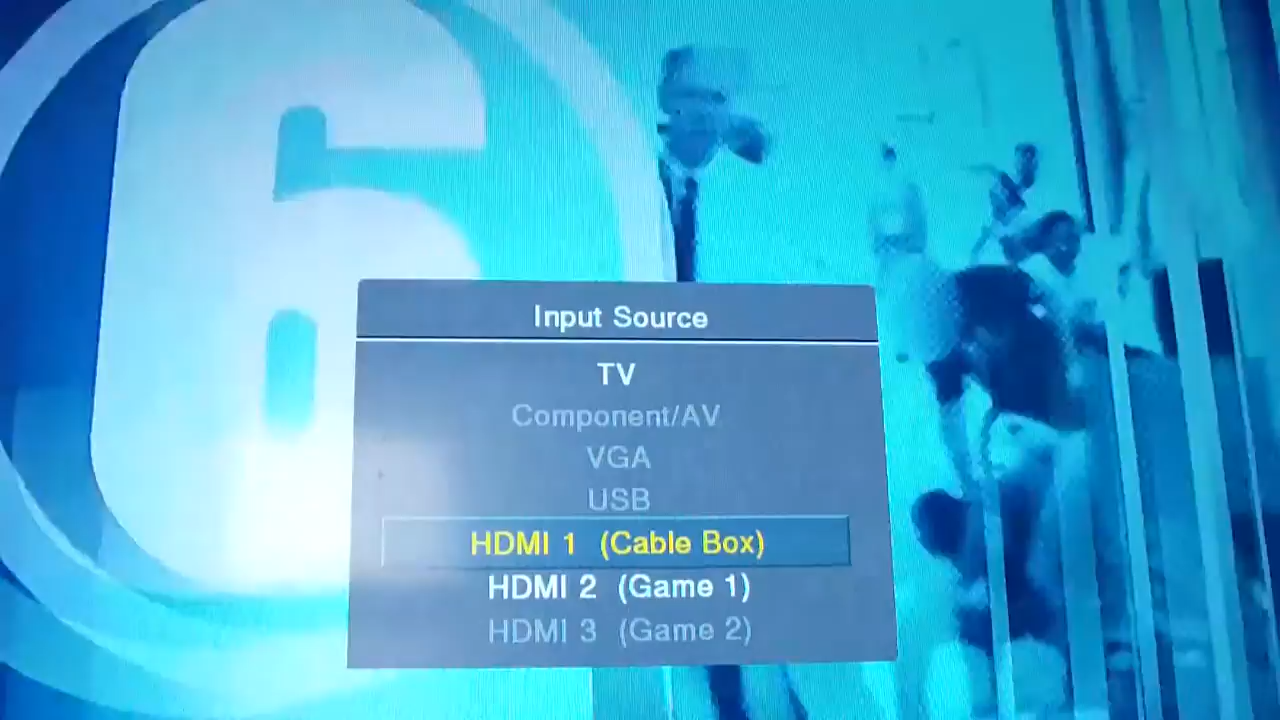 6
Input Source
TV
Component/AV
VGA
USB
HDMI 1 (Cable Box)
HDMI 2 (Game 1)
HDMI 3 (Game 2)